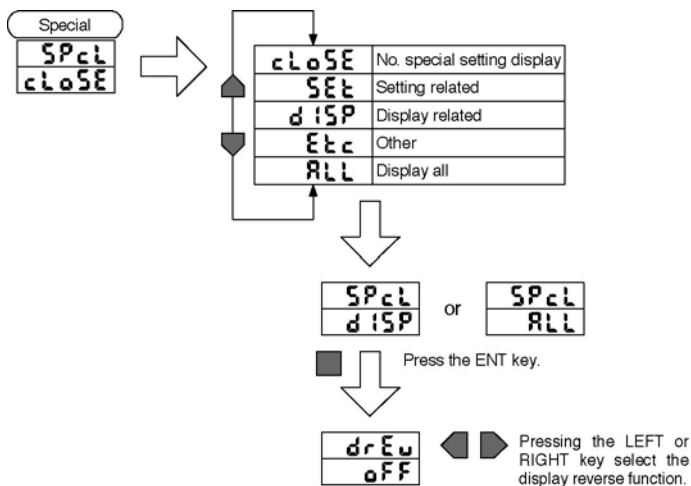 Special
SPcL
cLoSE
cLoSE No. special setting display
SEt Setting related
dISP Display related
Etc Other
ALL Display all
SPcL
dISP
or
SPcL
ALL
Press the ENT key.
drEv
oFF
Pressing the LEFT or
RIGHT key select the
display reverse function.